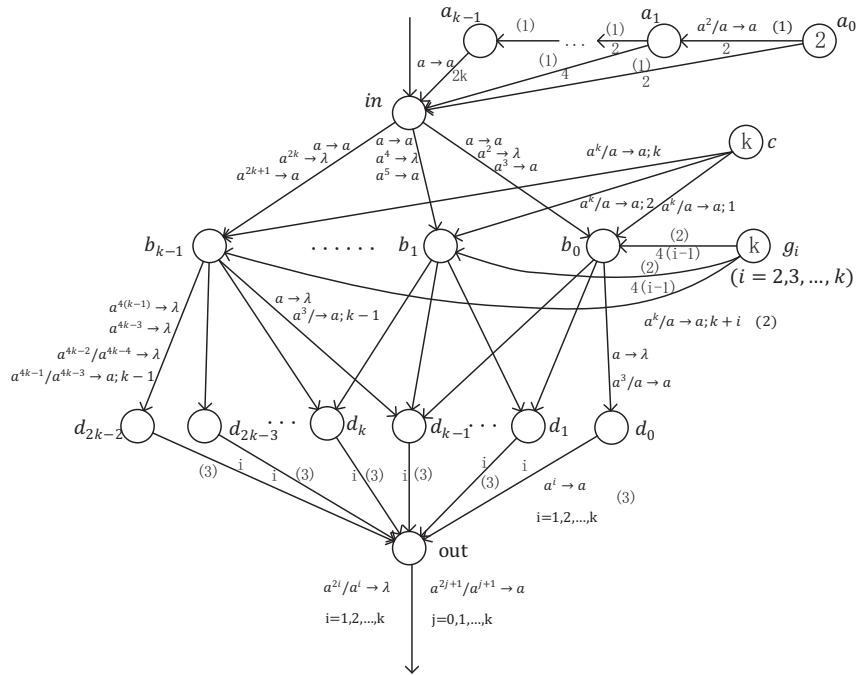 a_{k-1} (1) (1) a_1 a^2/a → a (1) a_0
. . . 2 2 2
a → a 2k (1) 4 (1) 2
in
a → a
a^{2k} → λ
a^{2k+1} → a
a → a
a^4 → λ
a^5 → a
a → a
a^2 → λ
a^3 → a
a^k/a → a; k
k c
a^k/a → a; 2
a^k/a → a; 1
b_{k-1} . . . . . . b_1 b_0 (2) k g_i
4(i-1)
(2)
4(i-1)
(i = 2,3, ..., k)
a^k/a → a; k + i (2)
a^{4(k-1)} → λ
a^{4k-3} → λ
a^{4k-2}/a^{4k-4} → λ
a^{4k-1}/a^{4k-3} → a; k − 1
a → λ
a^3/→ a; k − 1
a → λ
a^3/a → a
d_{2k-2} d_{2k-3} . . . d_k d_{k-1} . . . d_1 d_0
(3) i i (3) i (3) i (3) i (3) i
a^i → a (3)
i=1,2,...,k
out
a^{2i}/a^i → λ
i=1,2,...,k
a^{2j+1}/a^{j+1} → a
j=0,1,...,k